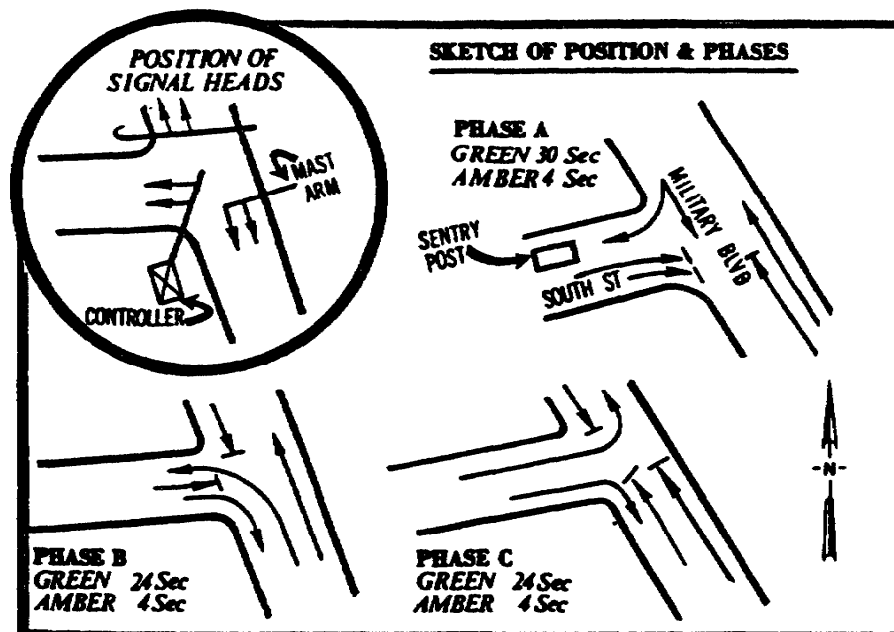 POSITION OF
SIGNAL HEADS
MAST
ARM
CONTROLLER
SKETCH OF POSITION & PHASES
PHASE A
GREEN 30 Sec
AMBER 4 Sec
MILITARY BLVD
SENTRY
POST
SOUTH ST
PHASE B
GREEN 24 Sec
AMBER 4 Sec
PHASE C
GREEN 24 Sec
AMBER 4 Sec
-N-